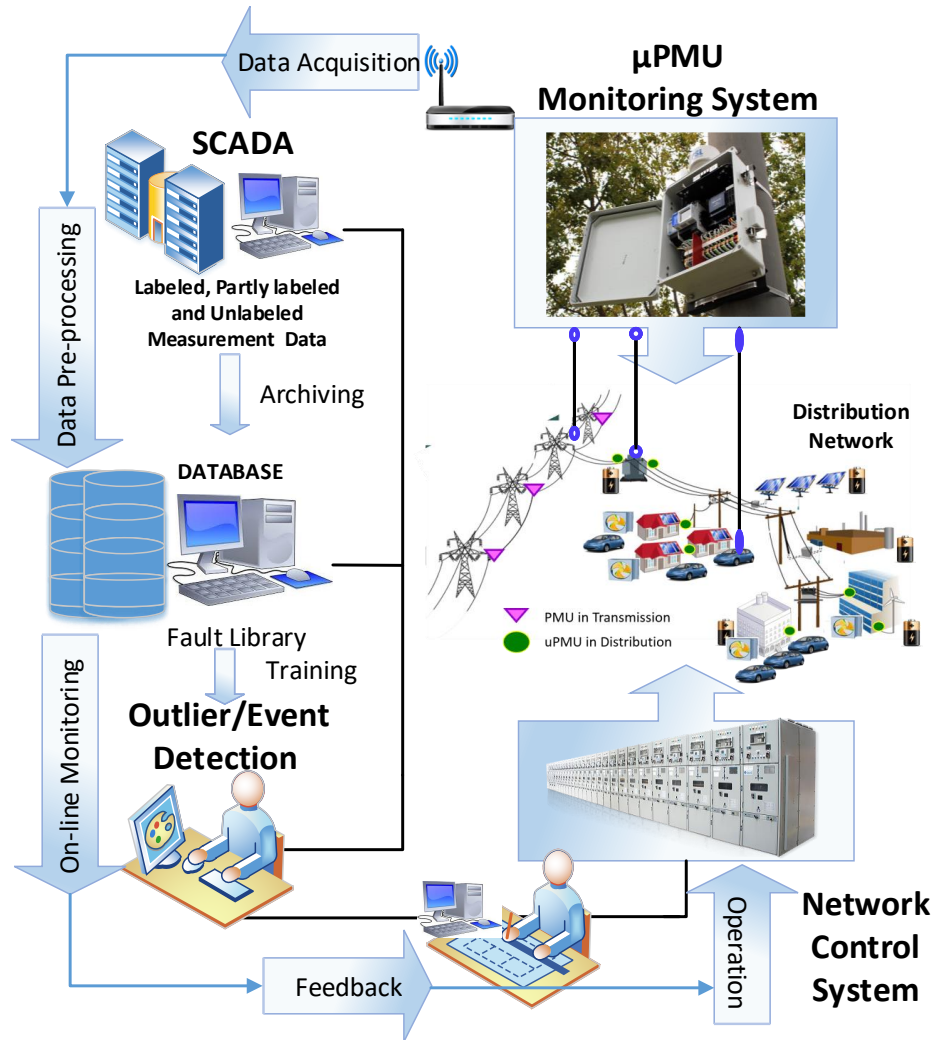 Data Acquisition
µPMU
Monitoring System
SCADA
Labeled, Partly labeled
and Unlabeled
Measurement Data
Data Pre-processing
Archiving
Distribution
Network
DATABASE
PMU in Transmission
uPMU in Distribution
Fault Library
Training
On-line Monitoring
Outlier/Event
Detection
Feedback
Operation
Network
Control
System